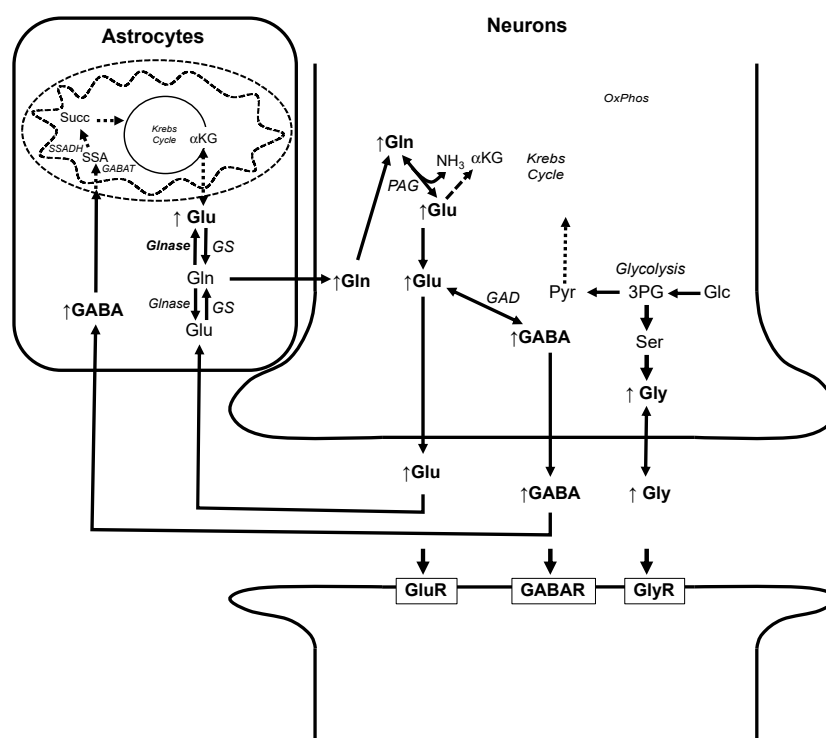 Astrocytes
Neurons
OxPhos
Succ
Krebs
Cycle
αKG
SSADH
SSA
GABAT
↑Gln
NH3
αKG
PAG
↑Glu
Krebs
Cycle
↑ Glu
Glnase
GS
Gln
↑Gln
↑Glu
Glycolysis
GAD
Pyr
3PG
Glc
Glnase
GS
↑GABA
Glu
↑GABA
Ser
↑ Gly
↑Glu
↑GABA
↑ Gly
GluR
GABAR
GlyR